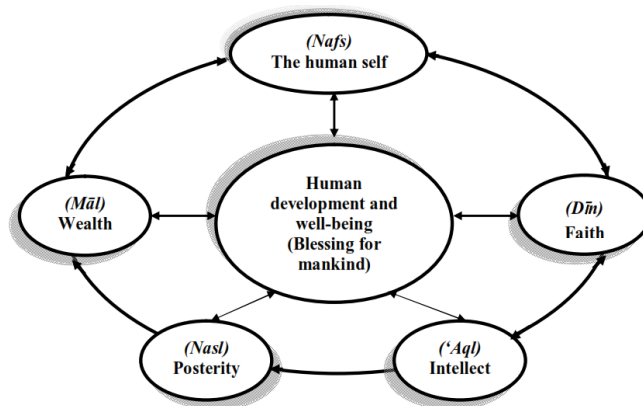 (Nafs)
The human self
(Māl)
Wealth
Human
development and
well-being
(Blessing for
mankind)
(Dīn)
Faith
(Nasl)
Posterity
(‘Aql)
Intellect